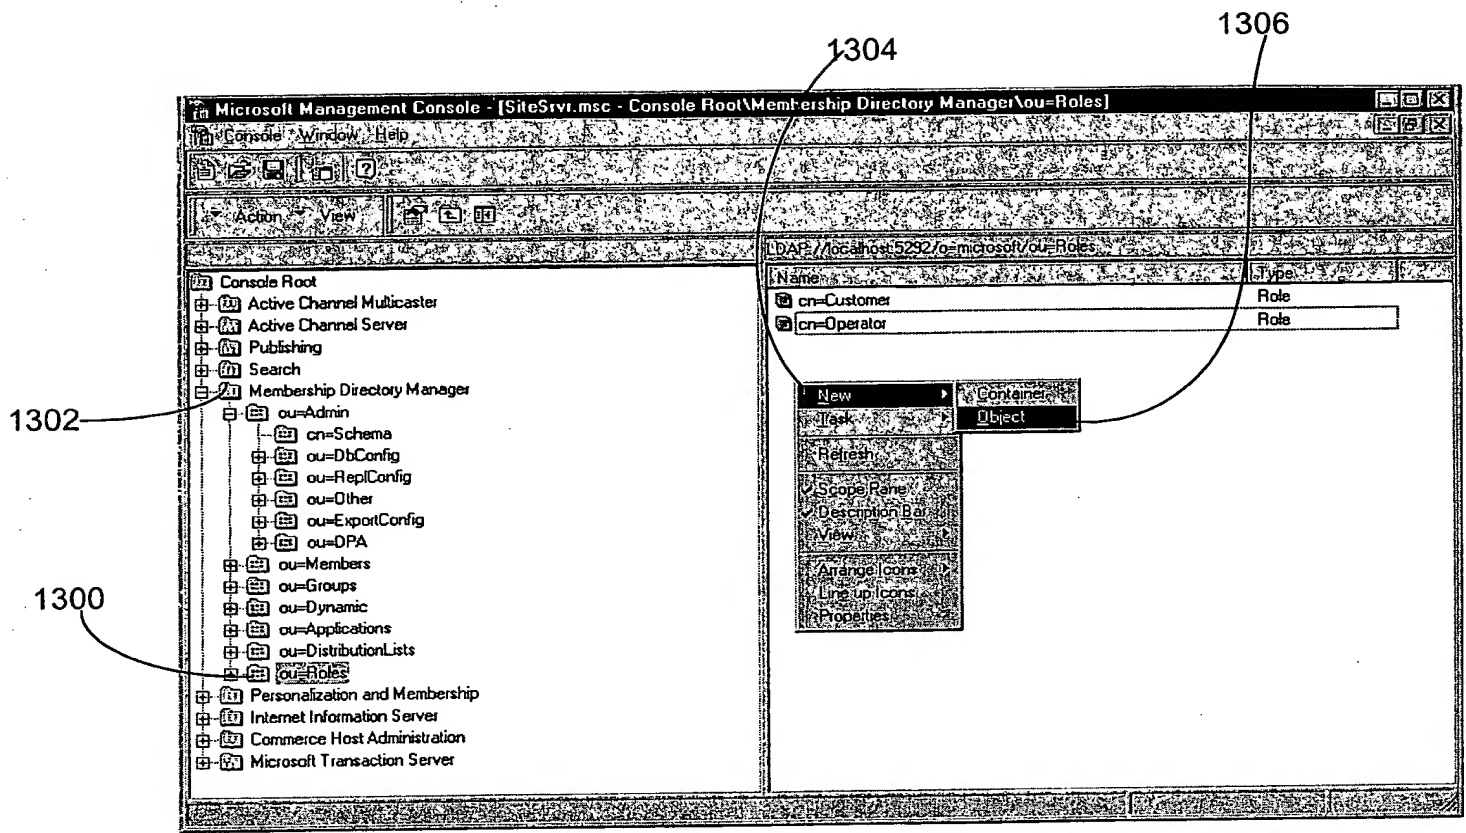 1306
1304
Microsoft Management Console - [SiteSrvr.msc - Console Root\Membership Directory Manager\ou=Roles]
Console Window Help
Action View
LDAP://localhost:5292/o=microsoft/ou=Roles
Name Type
Console Root
Active Channel Multicaster
Active Channel Server
Publishing
Search
Membership Directory Manager
ou=Admin
cn=Schema
ou=DbConfig
ou=ReplConfig
ou=Other
ou=ExportConfig
ou=DPA
ou=Members
ou=Groups
ou=Dynamic
ou=Applications
ou=DistributionLists
ou=Roles
Personalization and Membership
Internet Information Server
Commerce Host Administration
Microsoft Transaction Server
cn=Customer Role
cn=Operator Role
New
Task
Refresh
Scope Pane
Description Bar
View
Arrange Icons
Line up Icons
Properties
Container
Object
1302
1300